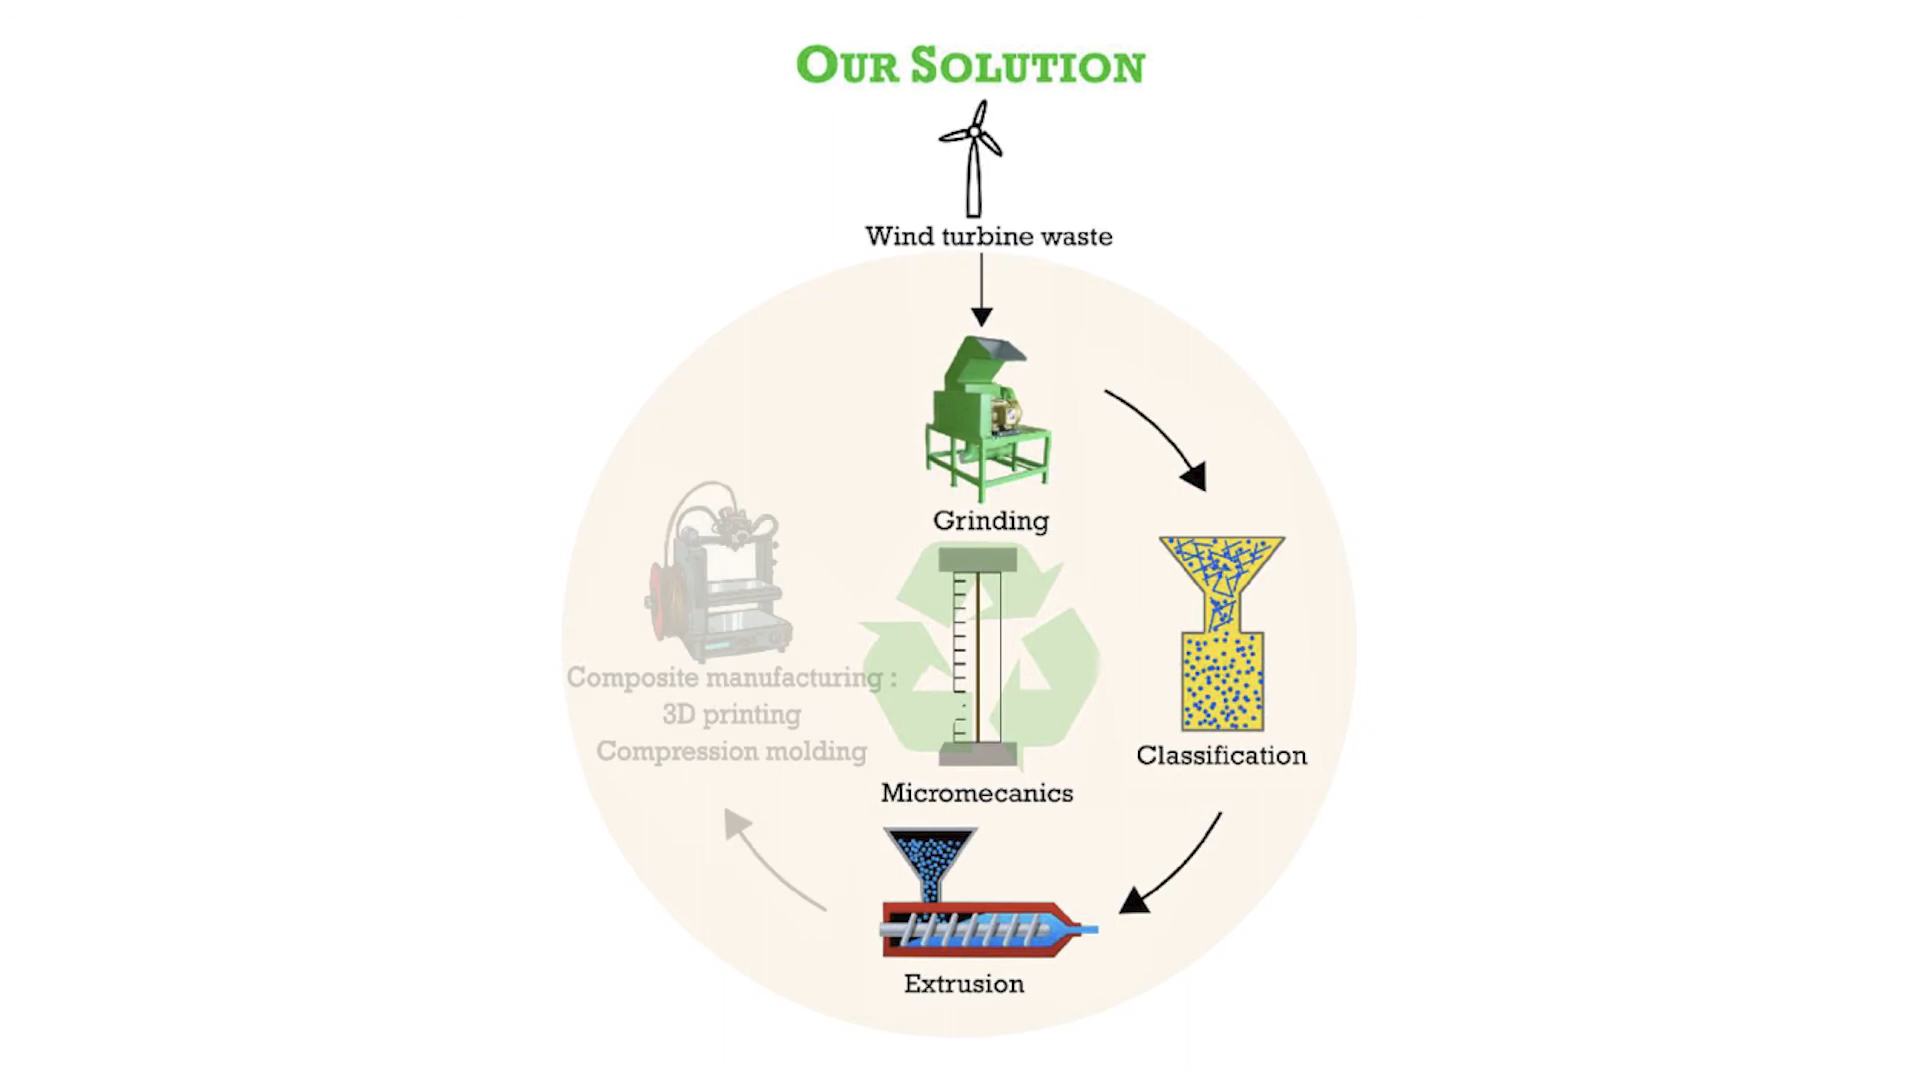 OUR SOLUTION
Wind turbine waste
Grinding
Classification
Micromecanics
Extrusion
Composite manufacturing :
3D printing
Compression molding